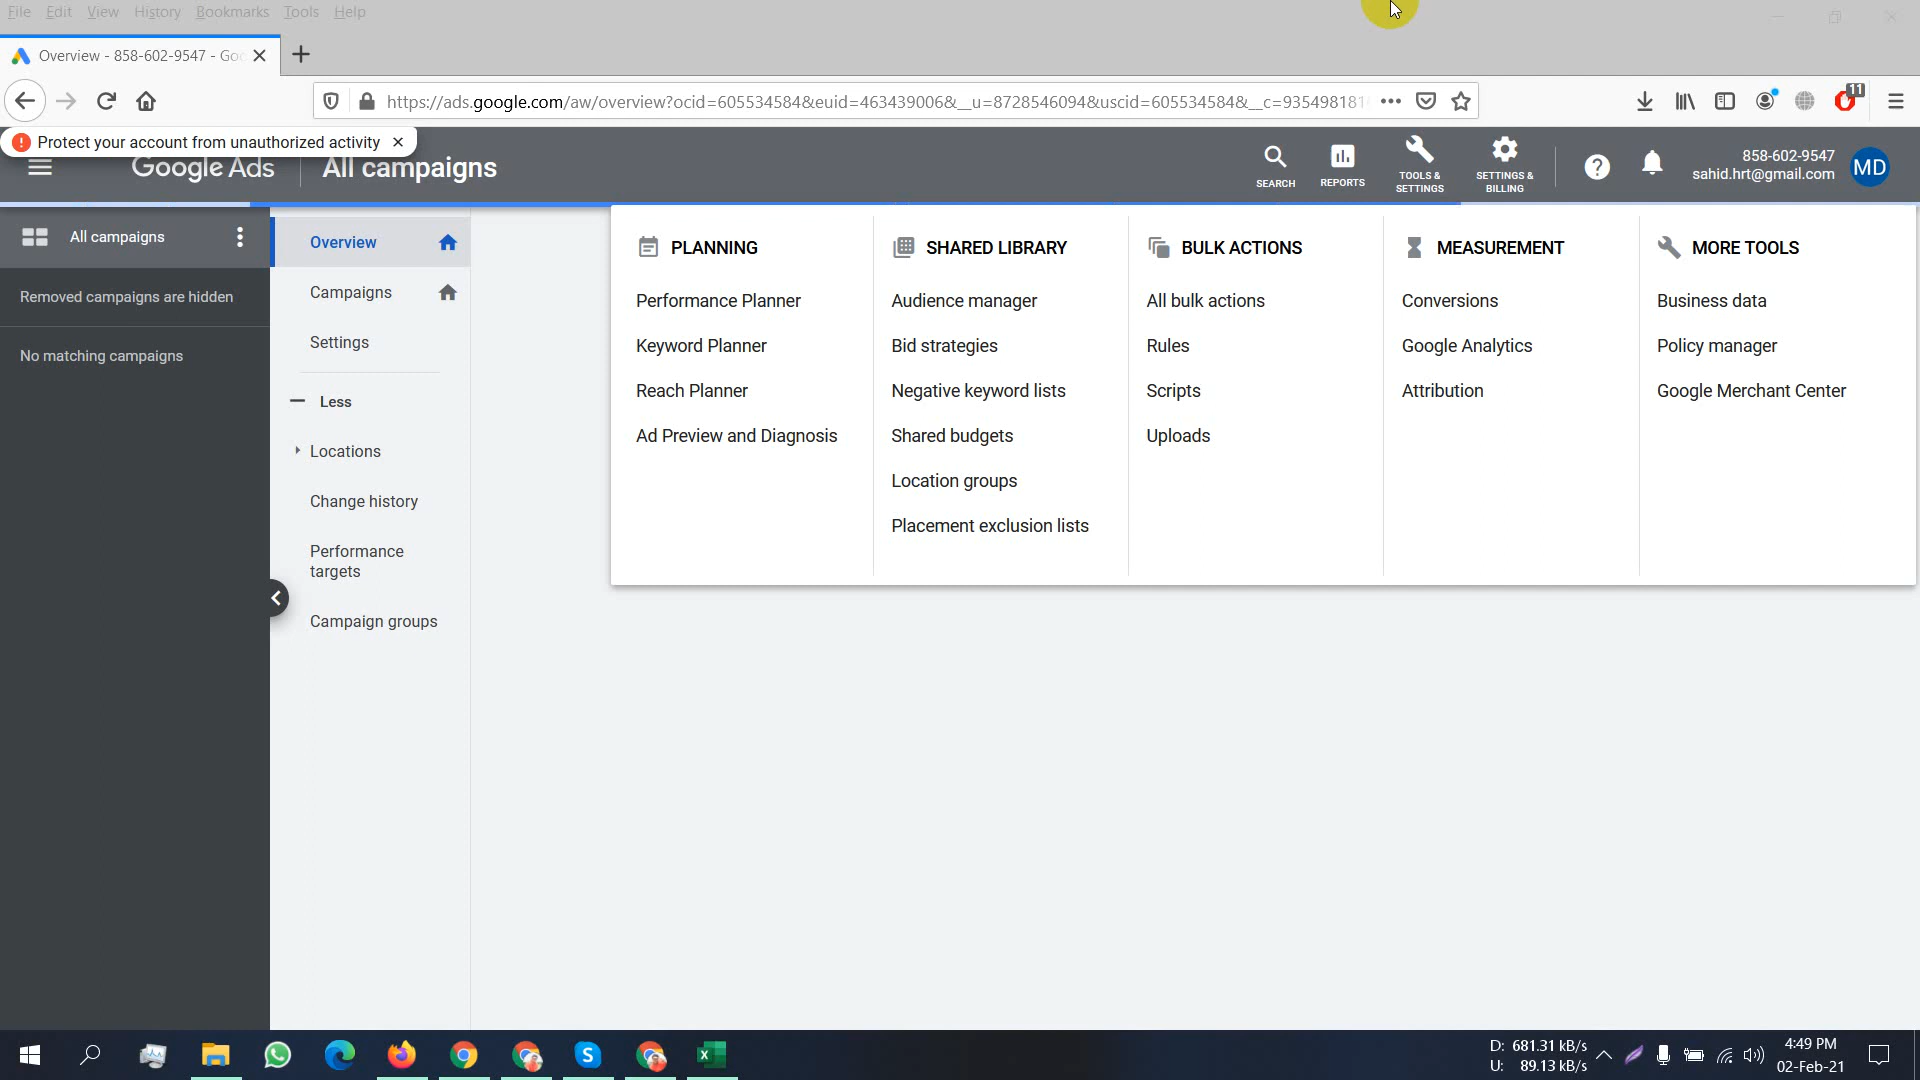 File Edit View History Bookmarks Tools Help
Overview - 858-602-9547 - Goo
https://ads.google.com/aw/overview?ocid=605534584&euid=463439006&__u=8728546094&uscid=605534584&__c=935498181
11
Protect your account from unauthorized activity
Google Ads
All campaigns
SEARCH
REPORTS
TOOLS &
SETTINGS
SETTINGS &
BILLING
858-602-9547
sahid.hrt@gmail.com
MD
All campaigns
Removed campaigns are hidden
No matching campaigns
Overview
Campaigns
Settings
Less
Locations
Change history
Performance
targets
Campaign groups
PLANNING
Performance Planner
Keyword Planner
Reach Planner
Ad Preview and Diagnosis
SHARED LIBRARY
Audience manager
Bid strategies
Negative keyword lists
Shared budgets
Location groups
Placement exclusion lists
BULK ACTIONS
All bulk actions
Rules
Scripts
Uploads
MEASUREMENT
Conversions
Google Analytics
Attribution
MORE TOOLS
Business data
Policy manager
Google Merchant Center
D: 681.31 kB/s
U: 89.13 kB/s
4:49 PM
02-Feb-21